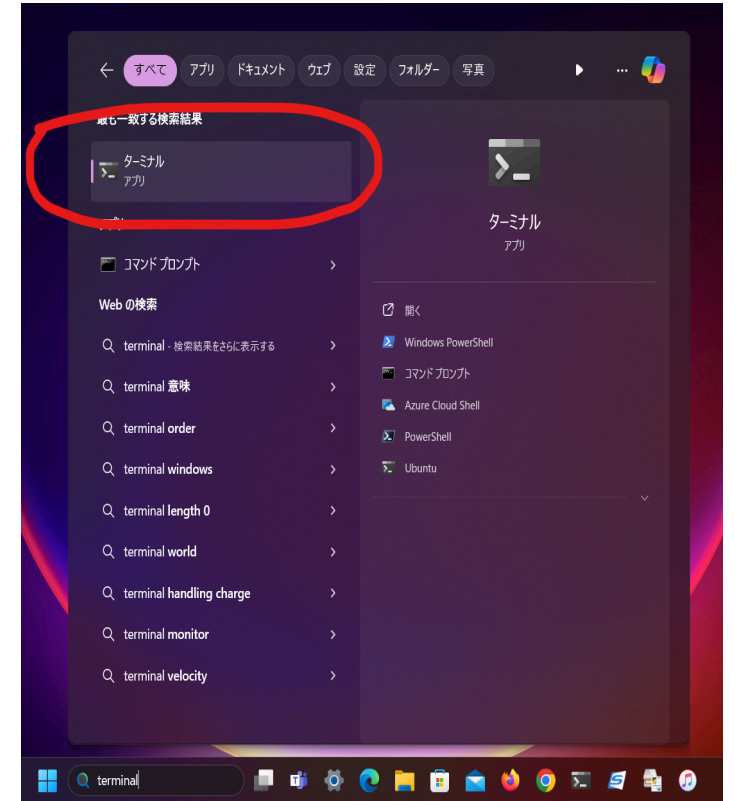 すべて
アプリ
ドキュメント
ウェブ
設定
フォルダー
写真
最も一致する検索結果
ターミナル
アプリ
コマンド プロンプト
Web の検索
terminal - 検索結果をさらに表示する
terminal 意味
terminal order
terminal windows
terminal length 0
terminal world
terminal handling charge
terminal monitor
terminal velocity
ターミナル
アプリ
開く
Windows PowerShell
コマンド プロンプト
Azure Cloud Shell
PowerShell
Ubuntu
terminal